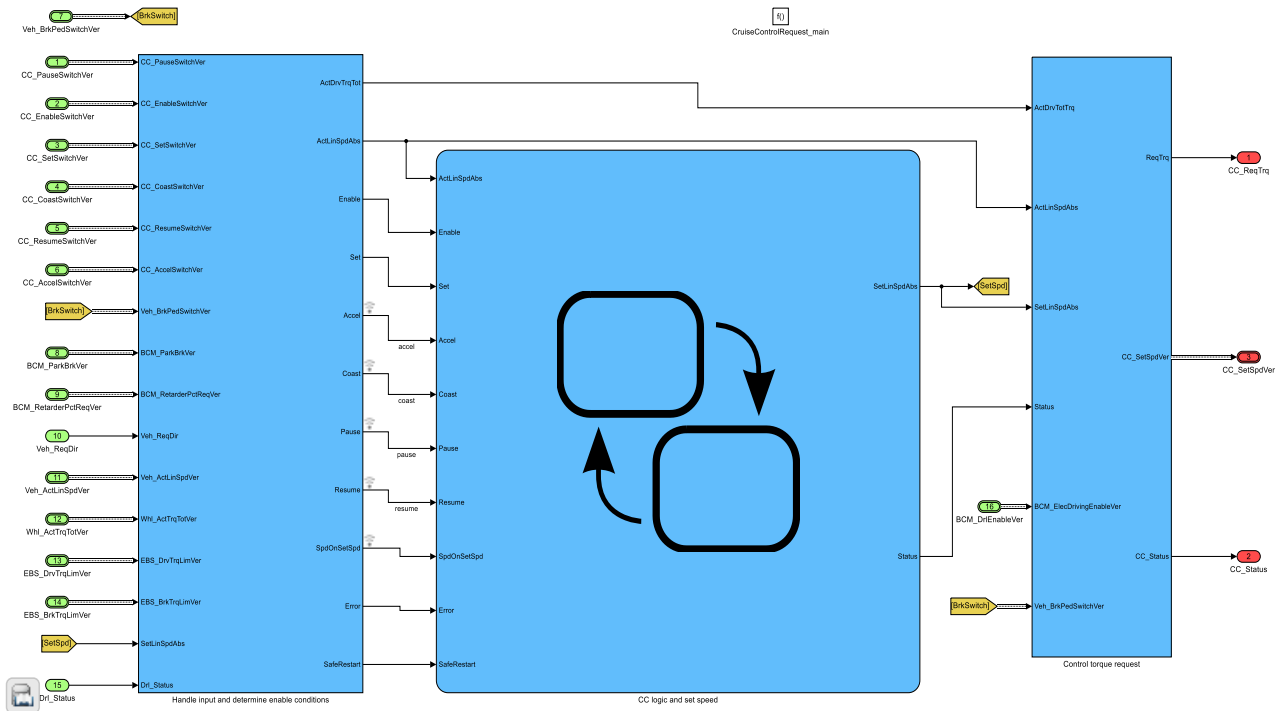 7
[BrkSwitch]
Veh_BrkPedSwitchVer
f()
CruiseControlRequest_main
1
CC_PauseSwitchVer
2
CC_EnableSwitchVer
3
CC_SetSwitchVer
4
CC_CoastSwitchVer
5
CC_ResumeSwitchVer
6
CC_AccelSwitchVer
[BrkSwitch]
8
BCM_ParkBrkVer
9
BCM_RetarderPctReqVer
10
Veh_ReqDir
11
Veh_ActLinSpdVer
12
Whl_ActTrqTotVer
13
EBS_DrvTrqLimVer
14
EBS_BrkTrqLimVer
[SetSpd]
15
Drl_Status
CC_PauseSwitchVer
CC_EnableSwitchVer
CC_SetSwitchVer
CC_CoastSwitchVer
CC_ResumeSwitchVer
CC_AccelSwitchVer
Veh_BrkPedSwitchVer
BCM_ParkBrkVer
BCM_RetarderPctReqVer
Veh_ReqDir
Veh_ActLinSpdVer
Whl_ActTrqTotVer
EBS_DrvTrqLimVer
EBS_BrkTrqLimVer
SetLinSpdAbs
Drl_Status
ActDrvTrqTot
ActLinSpdAbs
Enable
Set
Accel
Coast
Pause
Resume
SpdOnSetSpd
Error
SafeRestart
Handle input and determine enable conditions
accel
coast
pause
resume
ActLinSpdAbs
Enable
Set
Accel
Coast
Pause
Resume
SpdOnSetSpd
Error
SafeRestart
SetLinSpdAbs
Status
CC logic and set speed
[SetSpd]
16
BCM_DrlEnableVer
[BrkSwitch]
ActDrvTotTrq
ActLinSpdAbs
SetLinSpdAbs
Status
BCM_ElecDrivingEnableVer
Veh_BrkPedSwitchVer
ReqTrq
CC_SetSpdVer
CC_Status
Control torque request
1
CC_ReqTrq
3
CC_SetSpdVer
2
CC_Status